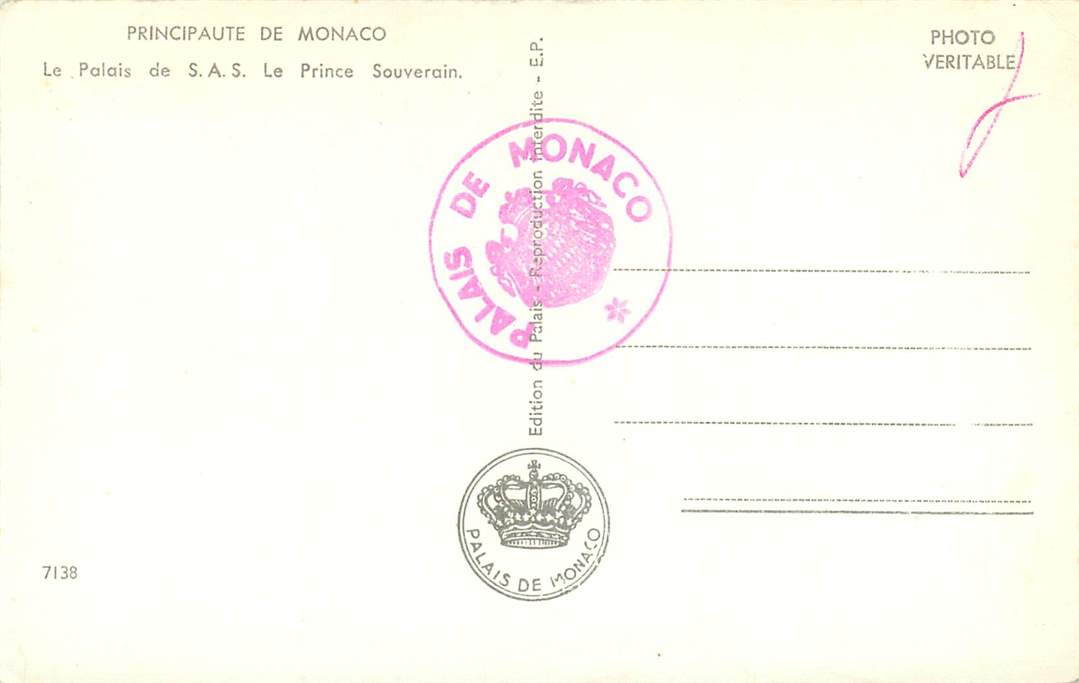 PRINCIPAUTE DE MONACO
Le Palais de S.A.S. Le Prince Souverain.
PHOTO
VERITABLE
Edition du Palais - Reproduction Interdite - E.P.
PALAIS DE MONACO
PALAIS DE MONACO
7138